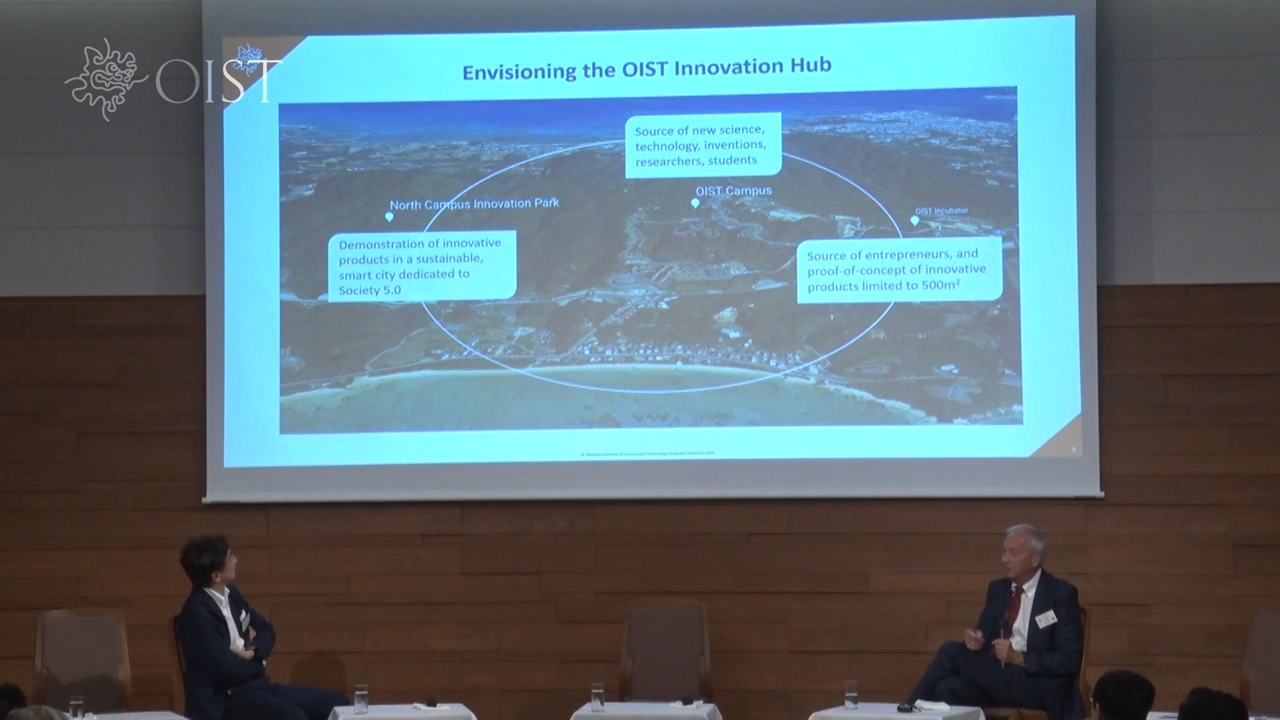 OIST
Envisioning the OIST Innovation Hub
Source of new science,
technology, inventions,
researchers, students
OIST Campus
North Campus Innovation Park
OIST Incubator
Demonstration of innovative
products in a sustainable,
smart city dedicated to
Society 5.0
Source of entrepreneurs, and
proof-of-concept of innovative
products limited to 500m²